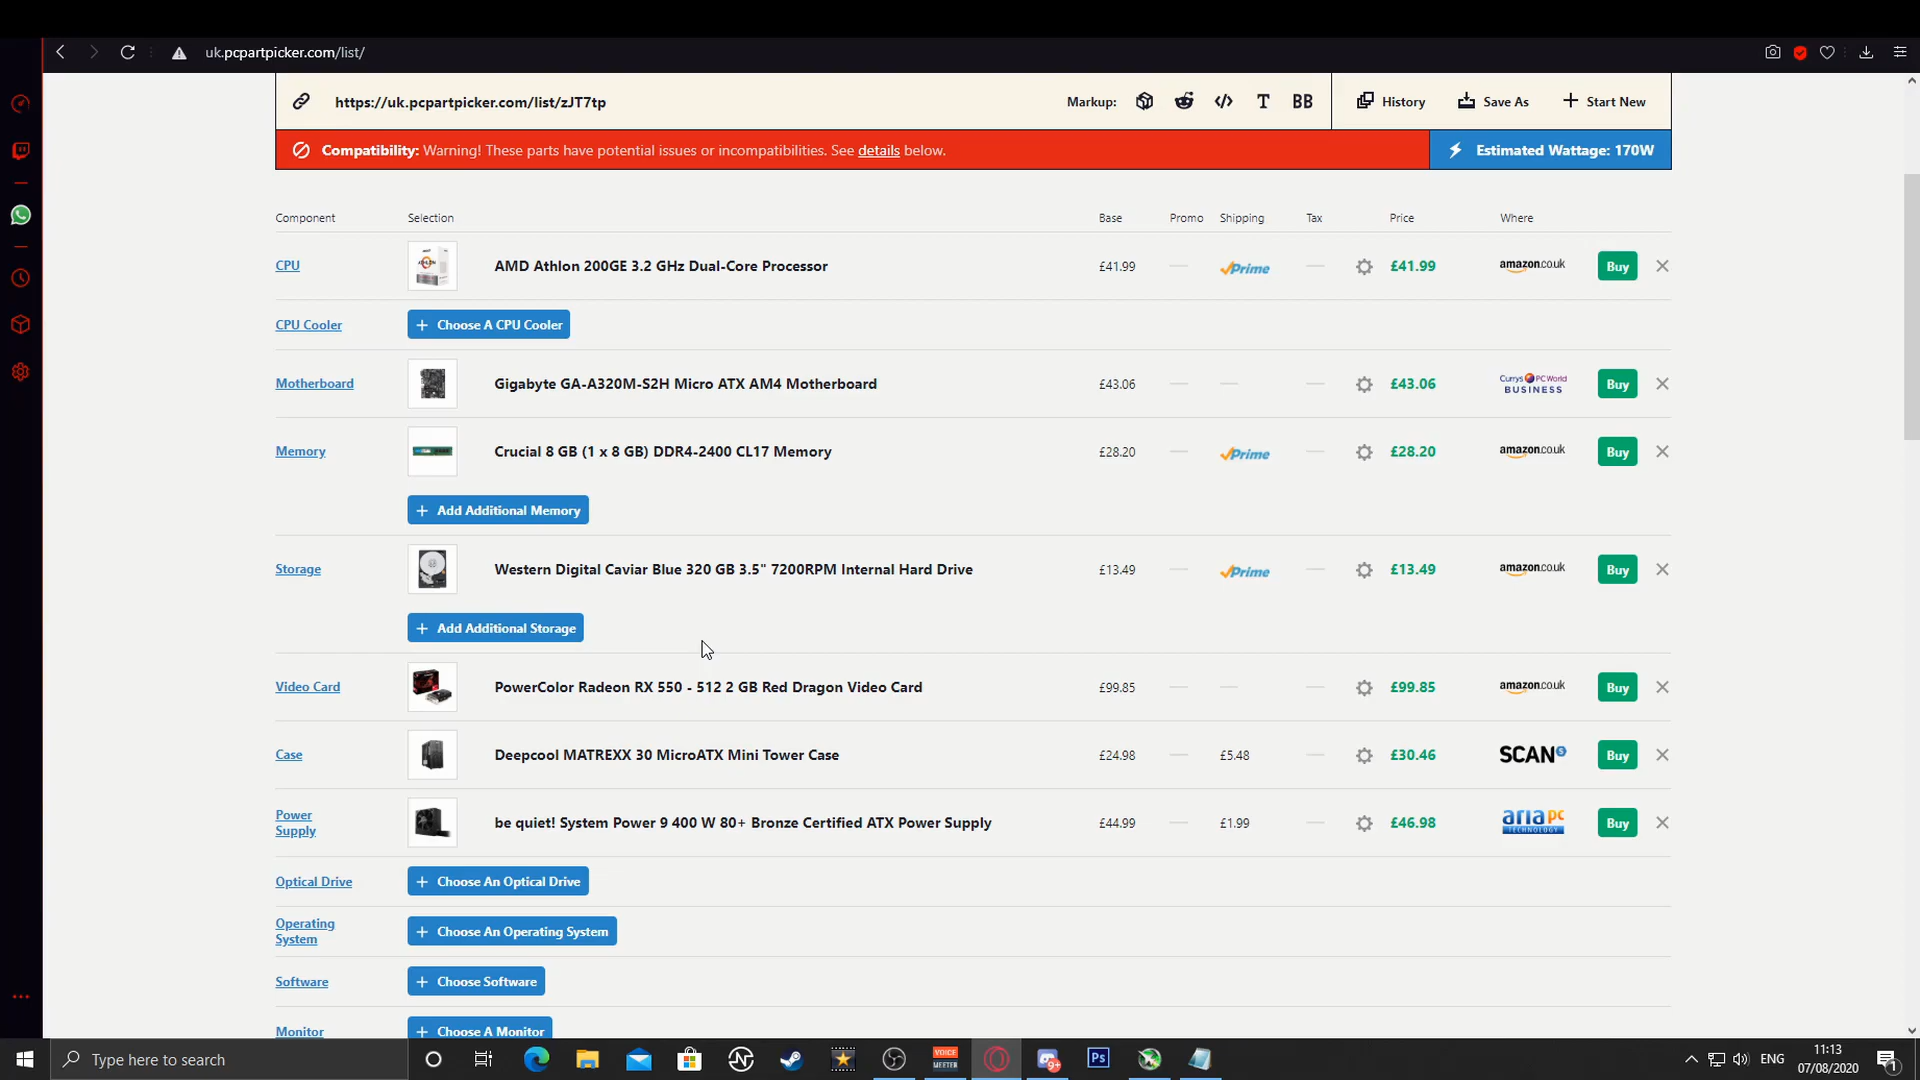 uk.pcpartpicker.com/list/
https://uk.pcpartpicker.com/list/zJT7tp
Markup:
T
BB
History
Save As
Start New
Compatibility: Warning! These parts have potential issues or incompatibilities. See details below.
Estimated Wattage: 170W
Component Selection Base Promo Shipping Tax Price Where
CPU AMD Athlon 200GE 3.2 GHz Dual-Core Processor £41.99 — Prime — £41.99 amazon.co.uk Buy
CPU Cooler + Choose A CPU Cooler
Motherboard Gigabyte GA-A320M-S2H Micro ATX AM4 Motherboard £43.06 — — — £43.06 Currys PC World BUSINESS Buy
Memory Crucial 8 GB (1 x 8 GB) DDR4-2400 CL17 Memory £28.20 — Prime — £28.20 amazon.co.uk Buy
+ Add Additional Memory
Storage Western Digital Caviar Blue 320 GB 3.5" 7200RPM Internal Hard Drive £13.49 — Prime — £13.49 amazon.co.uk Buy
+ Add Additional Storage
Video Card PowerColor Radeon RX 550 - 512 2 GB Red Dragon Video Card £99.85 — — — £99.85 amazon.co.uk Buy
Case Deepcool MATREXX 30 MicroATX Mini Tower Case £24.98 — £5.48 — £30.46 SCAN Buy
Power Supply be quiet! System Power 9 400 W 80+ Bronze Certified ATX Power Supply £44.99 — £1.99 — £46.98 aria pc TECHNOLOGY Buy
Optical Drive + Choose An Optical Drive
Operating System + Choose An Operating System
Software + Choose Software
Monitor + Choose A Monitor
Type here to search
VOICE MEETER
9+
Ps
ENG
11:13
07/08/2020
1